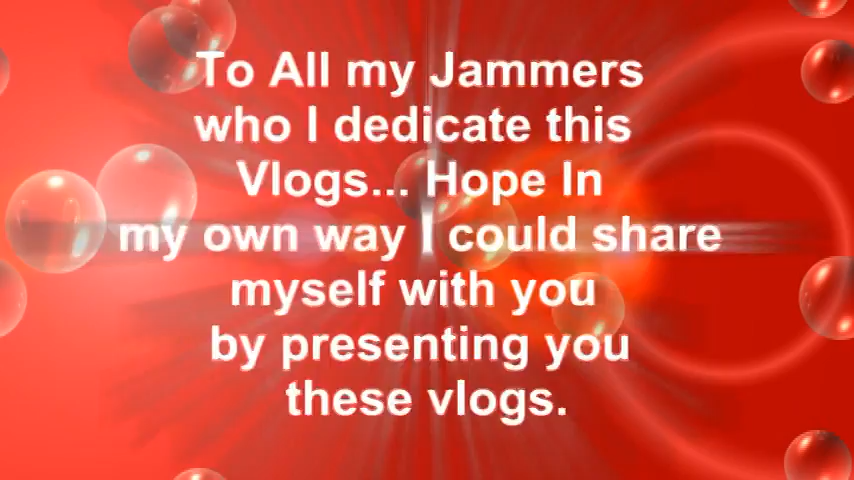 To All my Jammers
who I dedicate this
Vlogs... Hope In
my own way I could share
myself with you
by presenting you
these vlogs.